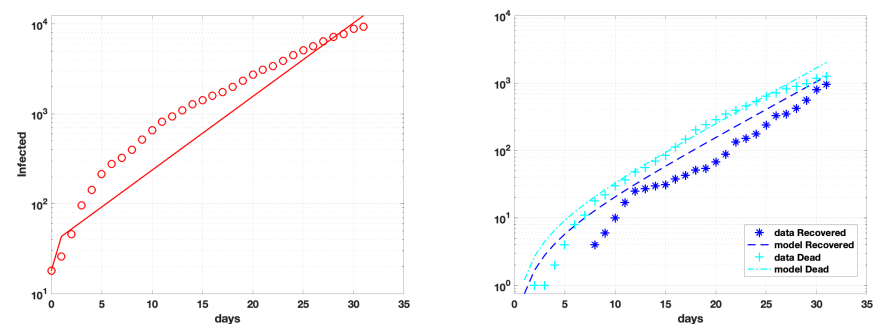 10^4
10^3
10^2
10^1
Infected
0 5 10 15 20 25 30 35
days
10^4
10^3
10^2
10^1
10^0
data Recovered
model Recovered
data Dead
model Dead
0 5 10 15 20 25 30 35
days